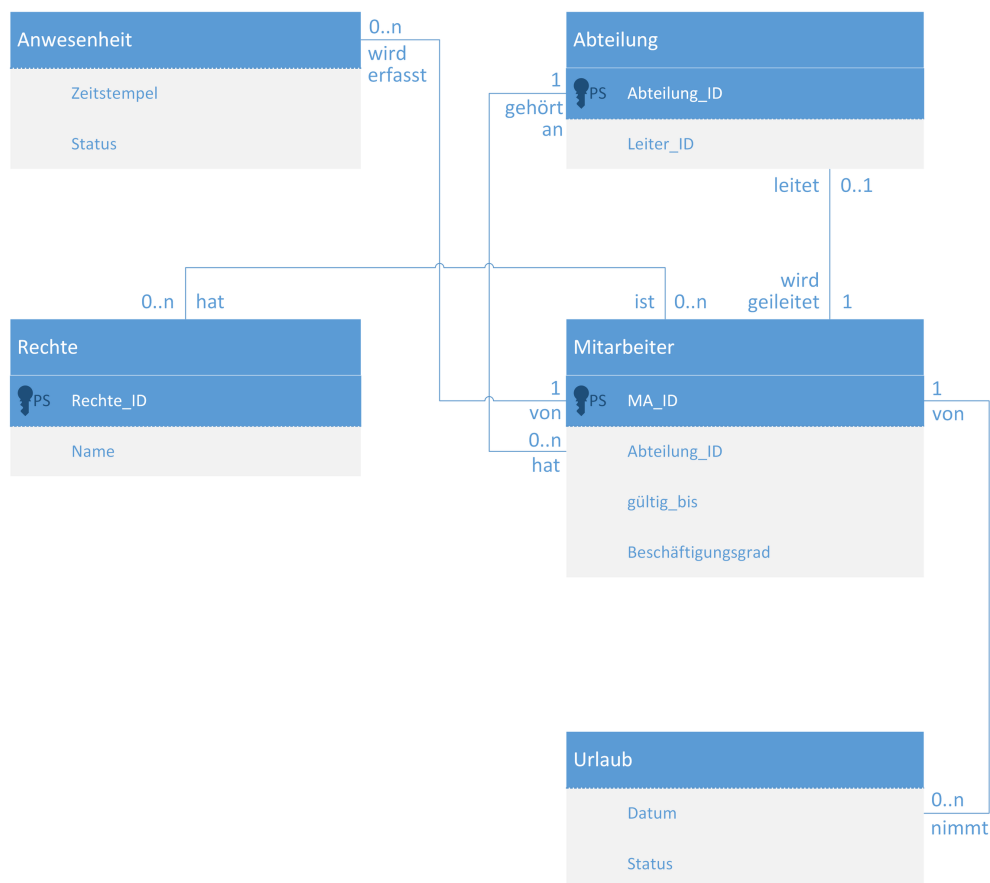 Anwesenheit
Zeitstempel
Status
0..n
wird
erfasst
Abteilung
PS Abteilung_ID
Leiter_ID
1
gehört
an
leitet 0..1
wird
geileitet 1
0..n hat
ist 0..n
Rechte
PS Rechte_ID
Name
Mitarbeiter
PS MA_ID
Abteilung_ID
gültig_bis
Beschäftigungsgrad
1
von
0..n
hat
1
von
Urlaub
Datum
Status
0..n
nimmt